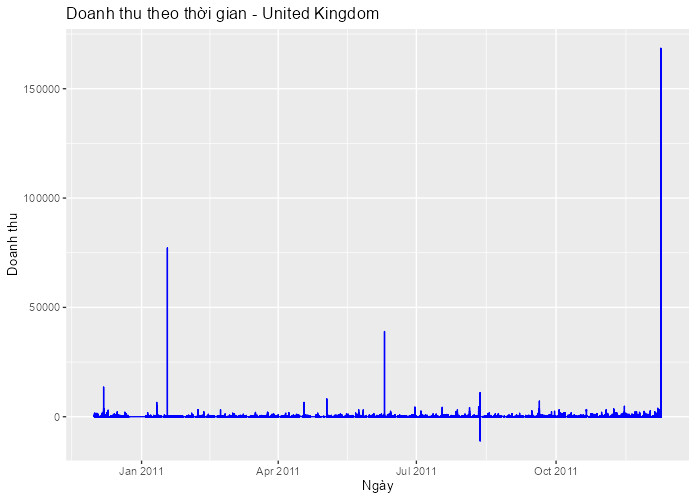 Doanh thu theo thời gian - United Kingdom
Doanh thu
150000
100000
50000
0
Jan 2011
Apr 2011
Jul 2011
Oct 2011
Ngày